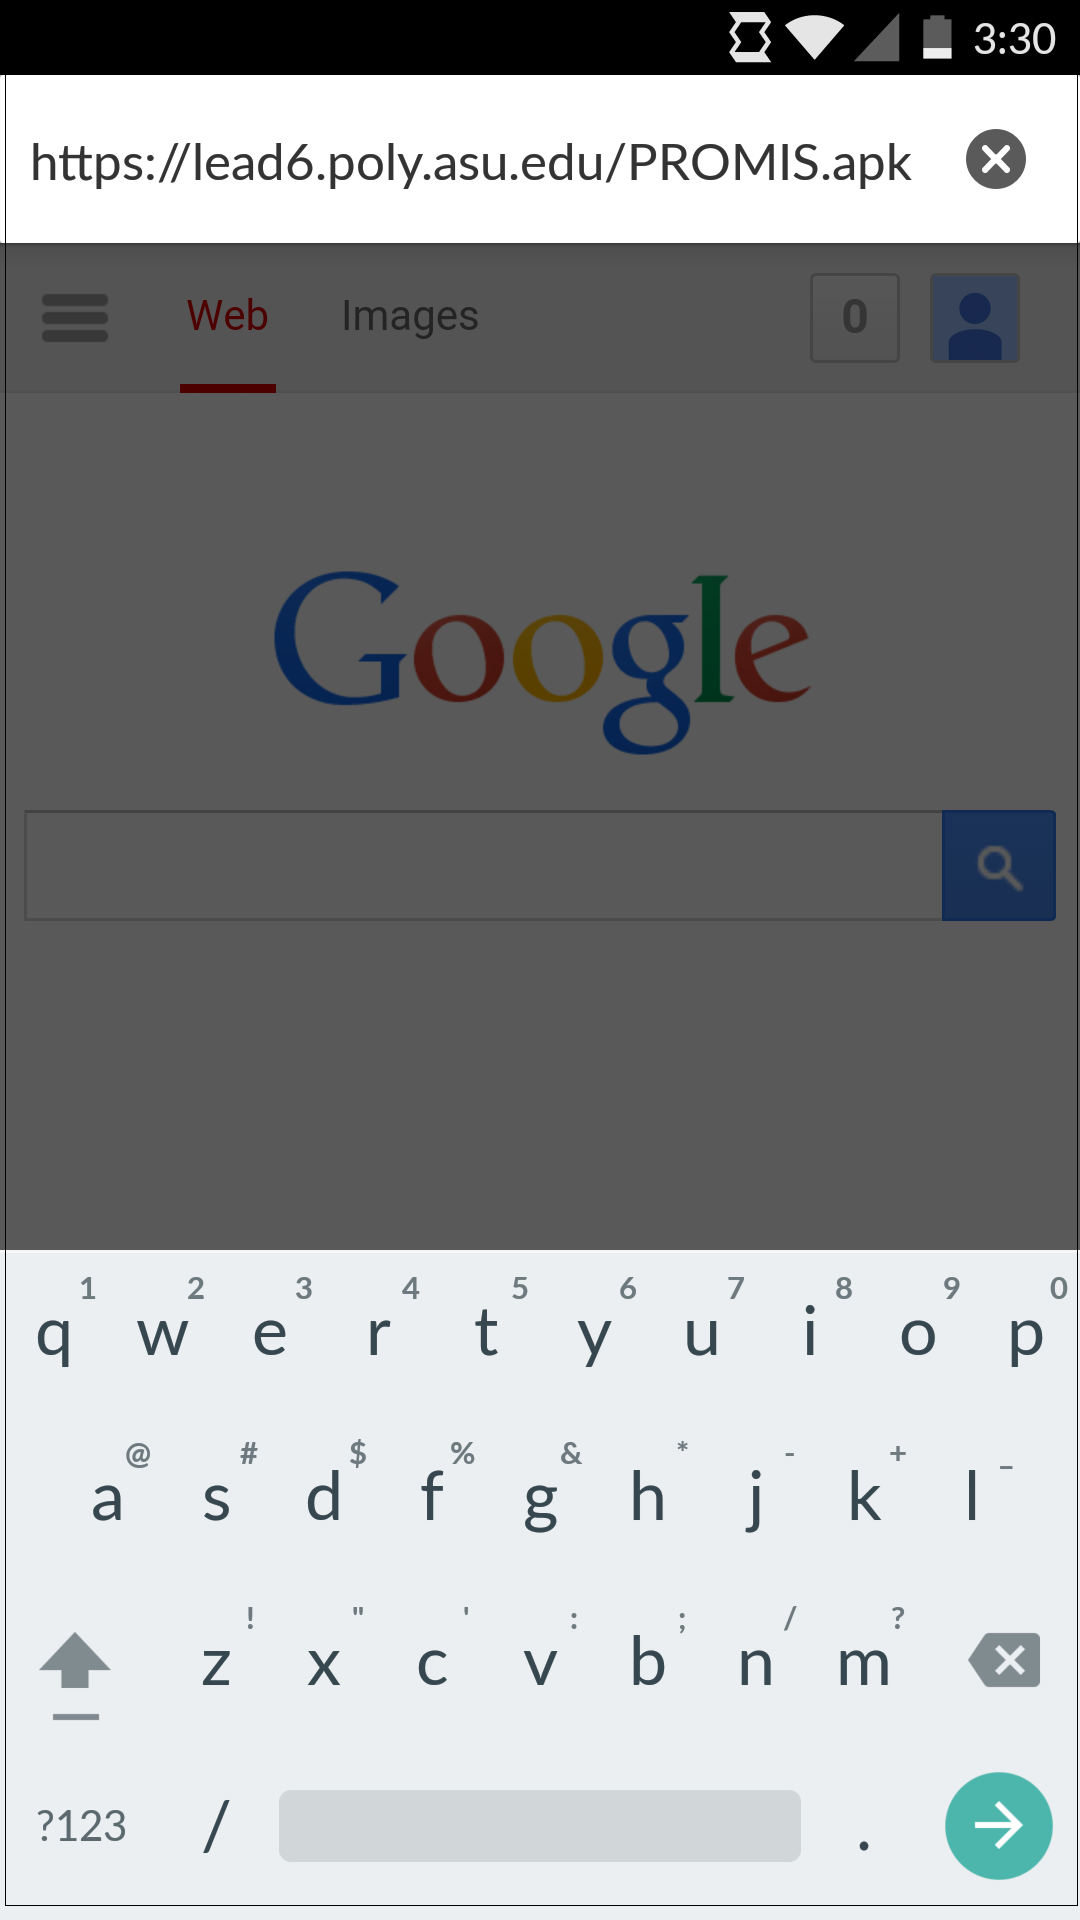 3:30
https://lead6.poly.asu.edu/PROMIS.apk
Web Images 0
Google
1 2 3 4 5 6 7 8 9 0
q w e r t y u i o p
@ # $ % & * - + _
a s d f g h j k l
! " ' : ; / ?
z x c v b n m
?123 / .